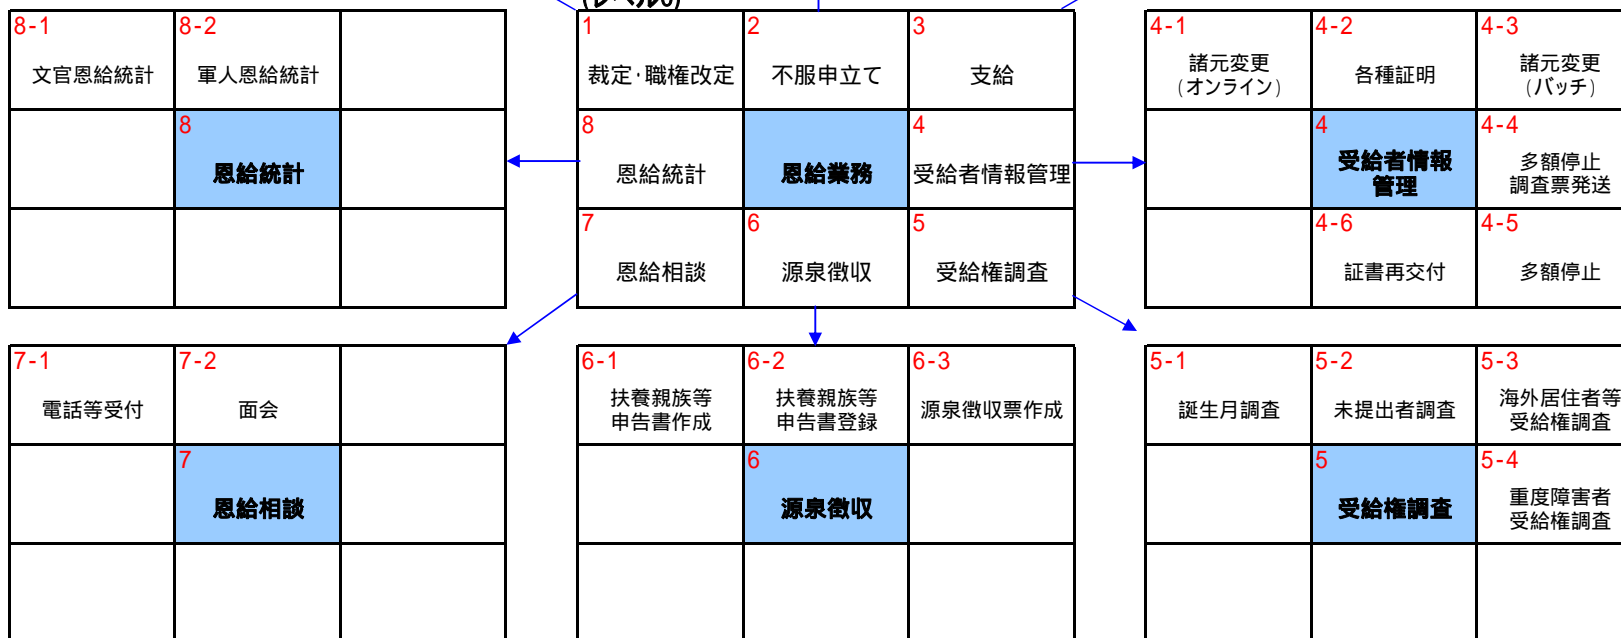 (レベル0)
8-1
文官恩給統計
8-2
軍人恩給統計
8
恩給統計
1
裁定・職権改定
2
不服申立て
3
支給
8
恩給統計
恩給業務
4
受給者情報管理
7
恩給相談
6
源泉徴収
5
受給権調査
4-1
諸元変更
(オンライン)
4-2
各種証明
4-3
諸元変更
(バッチ)
4
受給者情報
管理
4-4
多額停止
調査票発送
4-6
証書再交付
4-5
多額停止
7-1
電話等受付
7-2
面会
7
恩給相談
6-1
扶養親族等
申告書作成
6-2
扶養親族等
申告書登録
6-3
源泉徴収票作成
6
源泉徴収
5-1
誕生月調査
5-2
未提出者調査
5-3
海外居住者等
受給権調査
5
受給権調査
5-4
重度障害者
受給権調査